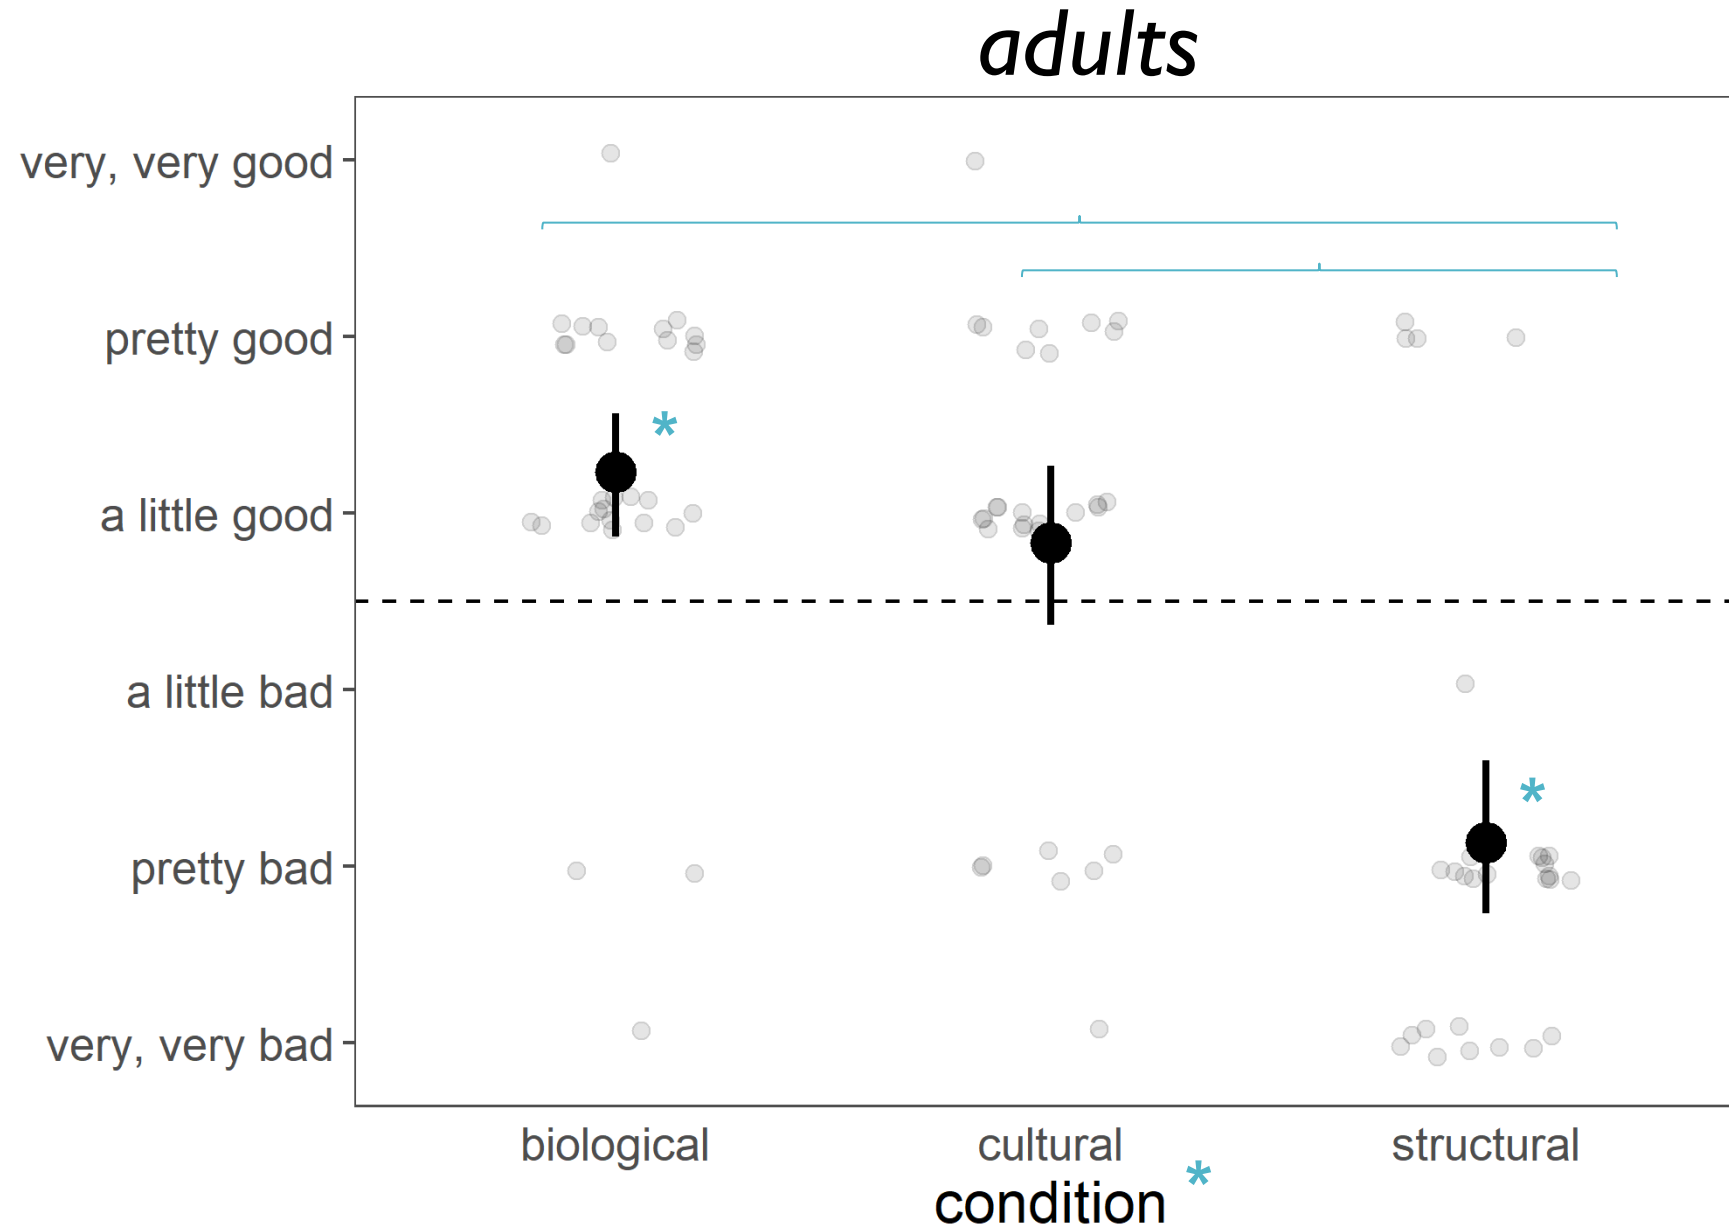 adults
very, very good
pretty good
*
a little good
a little bad
*
pretty bad
very, very bad
biological cultural structural
condition *